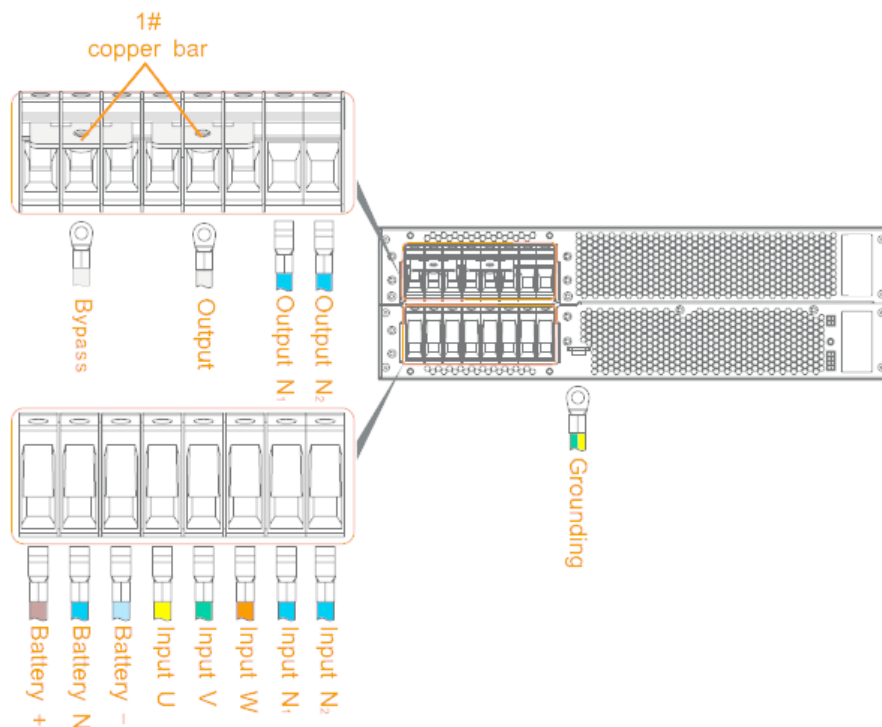 1#
copper bar
Bypass
Output
Output N₁
Output N₂
Grounding
Battery +
Battery N
Battery −
Input U
Input V
Input W
Input N₁
Input N₂